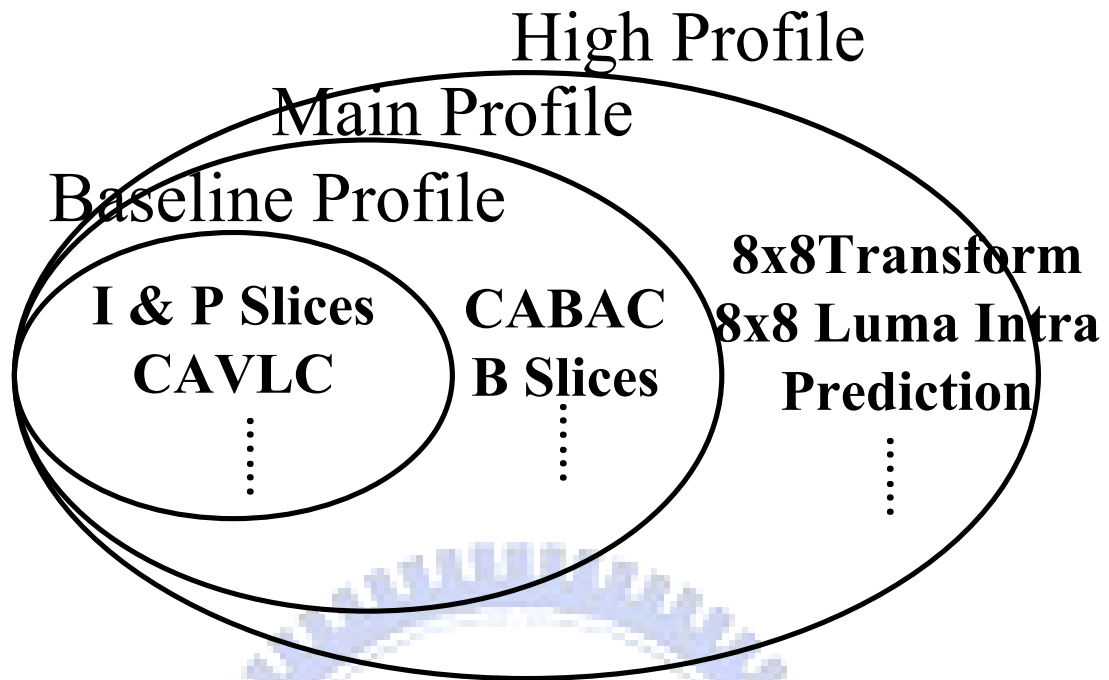 High Profile
Main Profile
Baseline Profile
I & P Slices
CAVLC
CABAC
B Slices
8x8Transform
8x8 Luma Intra
Prediction